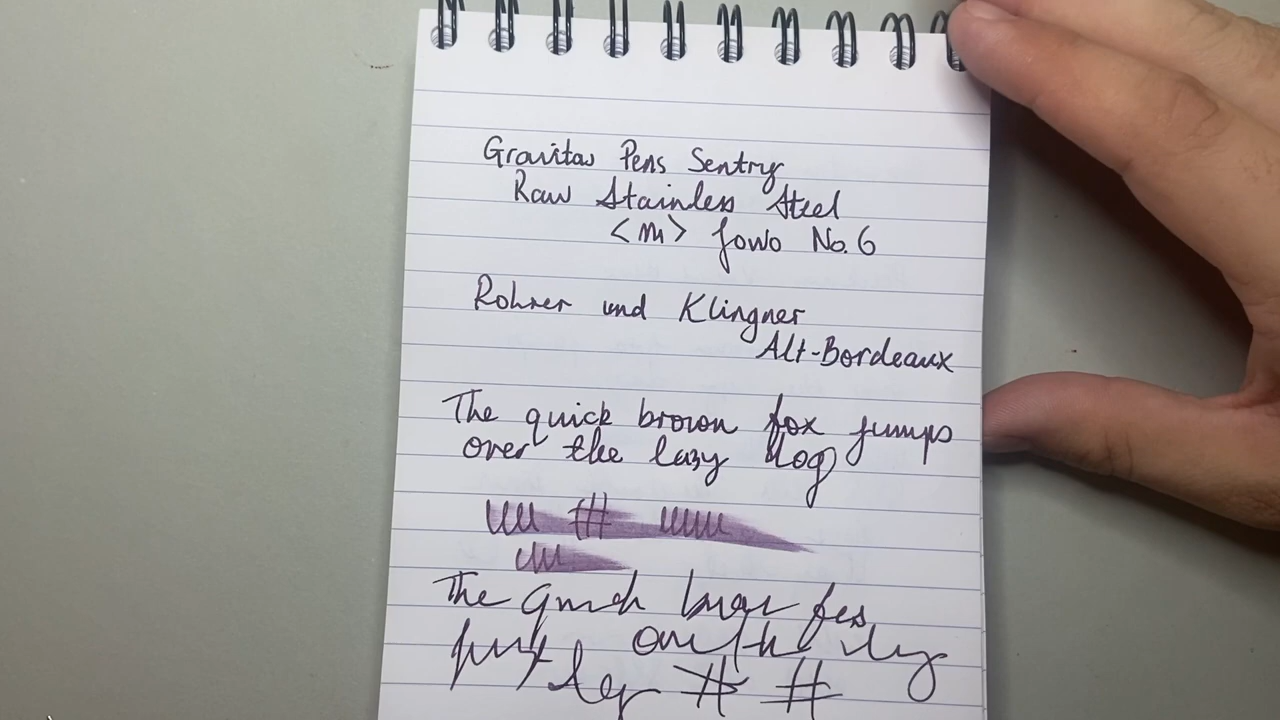 Gravitas Pens Sentry
Raw Stainless Steel
<m> Jowo No.6
Rohrer und Klingner
Alt-Bordeaux
The quick brown fox jumps
over the lazy dog
#
The quick
# #